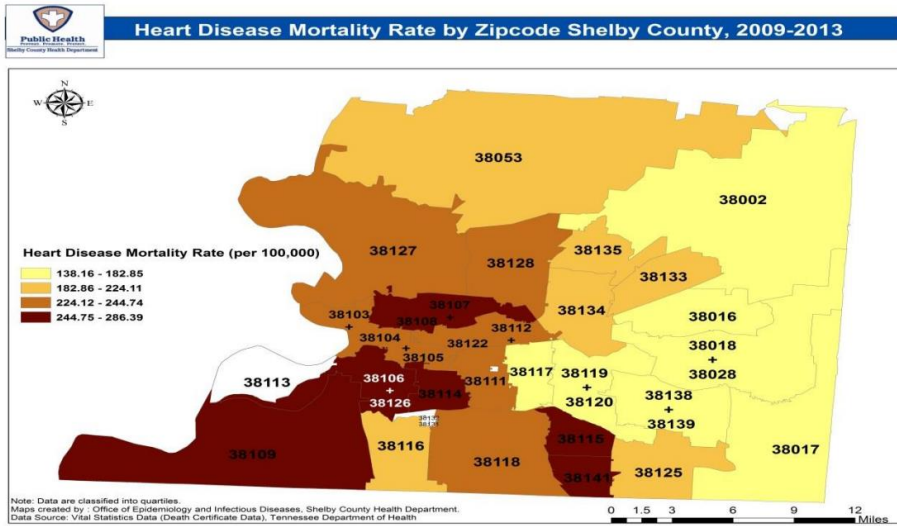 Public Health
Prevent. Promote. Protect.
Shelby County Health Department
Heart Disease Mortality Rate by Zipcode Shelby County, 2009-2013
N
W E
S
38053
38002
38127
38135
38128
38133
Heart Disease Mortality Rate (per 100,000)
138.16 - 182.85
182.86 - 224.11
224.12 - 244.74
244.75 - 286.39
38107
38108
38103
38134
38016
38112
38104
38122
38105
38018
38028
38117
38119
38113
38106
38126
38114
38111
38120
38138
38139
38115
38116
38017
38109
38118
38141
38125
Note: Data are classified into quartiles.
Maps created by : Office of Epidemiology and Infectious Diseases, Shelby County Health Department.
Data Source: Vital Statistics Data (Death Certificate Data), Tennessee Department of Health
0 1.5 3 6 9 12
Miles